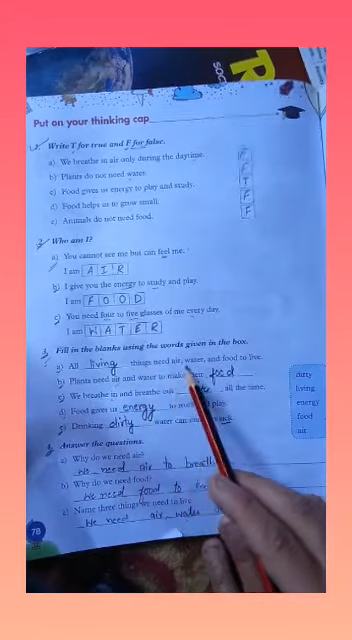 R
SOC
Put on your thinking cap
1. Write T for true and F for false.
a) We breathe in air only during the daytime. F
b) Plants do not need water. F
c) Food gives us energy to play and study. T
d) Food helps us to grow small. F
e) Animals do not need food. F
2. Who am I?
a) You cannot see me but can feel me.
I am A I R
b) I give you the energy to study and play.
I am F O O D
c) You need four to five glasses of me every day.
I am W A T E R
3. Fill in the blanks using the words given in the box.
a) All living things need air, water, and food to live.
b) Plants need air and water to make their food
c) We breathe in and breathe out all the time.
d) Food gives us energy to work and play.
e) Drinking dirty water can make us sick.
dirty
living
energy
food
air
4. Answer the questions.
a) Why do we need air?
We need air to breathe
b) Why do we need food?
We need food to
c) Name three things we need to live.
We need air, water
78